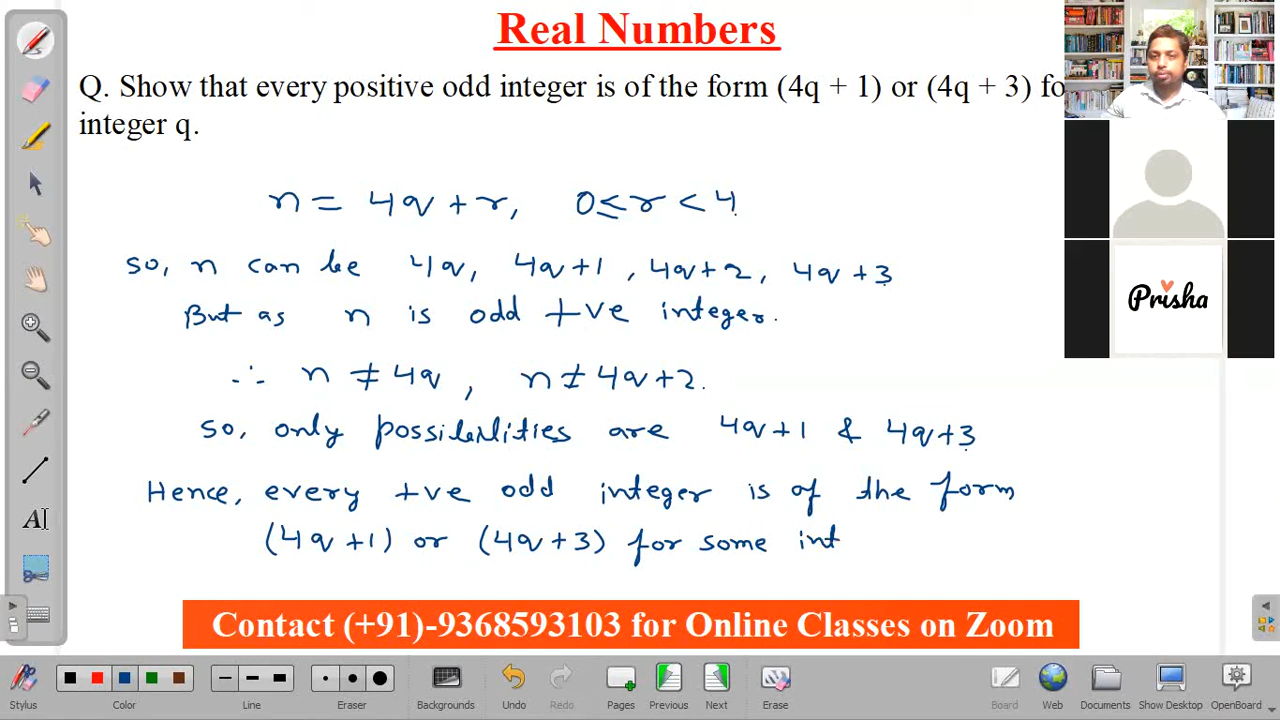 Real Numbers
Q. Show that every positive odd integer is of the form (4q + 1) or (4q + 3) fo
integer q.
n = 4q + r, 0 ≤ r < 4
so, n can be 4q, 4q+1, 4q+2, 4q+3
But as n is odd +ve integer.
∴ n ≠ 4q, n ≠ 4q+2.
so, only possibilities are 4q+1 & 4q+3
Hence, every +ve odd integer is of the form
(4q+1) or (4q+3) for some int
Prisha
Contact (+91)-9368593103 for Online Classes on Zoom
Stylus Color Line Eraser Backgrounds Undo Redo Pages Previous Next Erase Board Web Documents Show Desktop OpenBoard